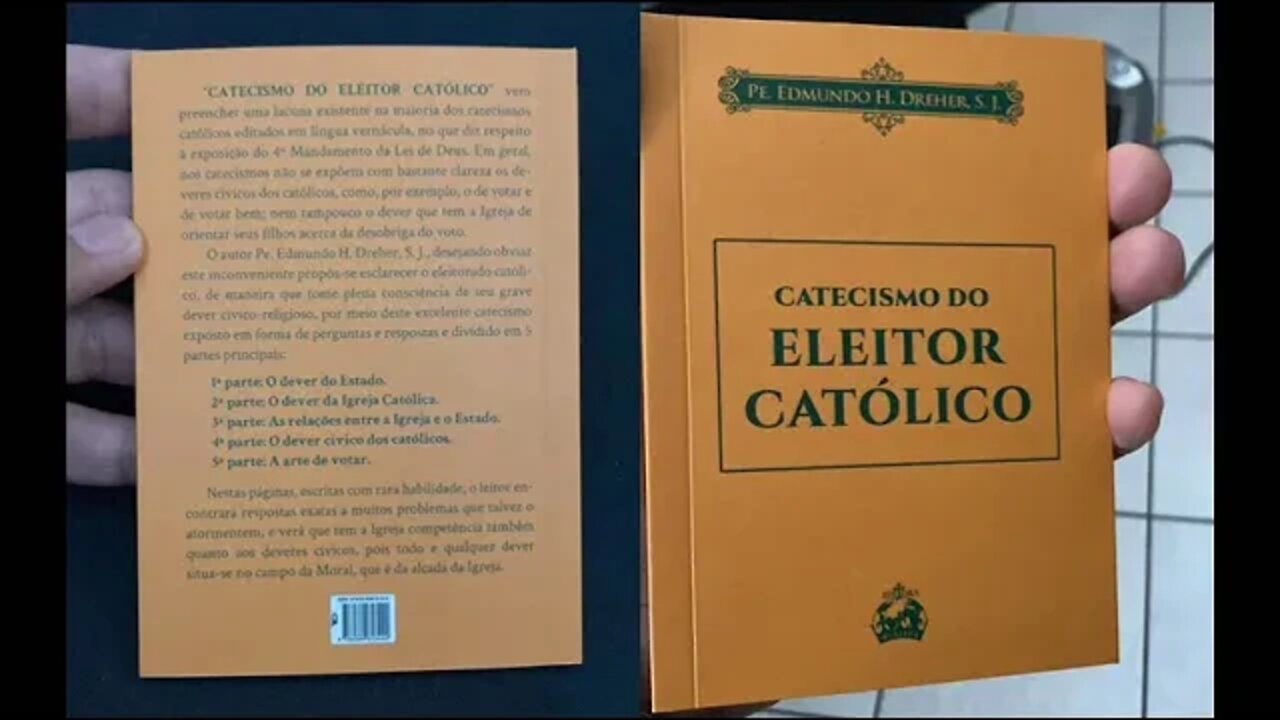 "CATECISMO DO ELEITOR CATÓLICO" vem
preencher uma lacuna existente na maioria dos catecismos
católicos editados em língua vernácula, no que diz respeito
à exposição do 4º Mandamento da Lei de Deus. Em geral,
nos catecismos não se expõem com bastante clareza os de-
veres cívicos dos católicos, como, por exemplo, o de votar e
de votar bem; nem tampouco o dever que tem a Igreja de
orientar seus filhos acerca da desobriga do voto.
O autor Pe. Edmundo H. Dreher, S. J., desejando obviar
este inconveniente propôs-se esclarecer o eleitorado católi-
co, de maneira que tome plena consciência de seu grave
dever cívico-religioso, por meio deste excelente catecismo
exposto em forma de perguntas e respostas e dividido em 5
partes principais:
1ª parte: O dever do Estado.
2ª parte: O dever da Igreja Católica.
3ª parte: As relações entre a Igreja e o Estado.
4ª parte: O dever cívico dos católicos.
5ª parte: A arte de votar.
Nestas páginas, escritas com rara habilidade, o leitor en-
contrará respostas exatas a muitos problemas que talvez o
atormentem, e verá que tem a Igreja competência também
quanto aos deveres cívicos, pois todo e qualquer dever
situa-se no campo da Moral, que é da alçada da Igreja.
PE. EDMUNDO H. DREHER, S. J.
CATECISMO DO
ELEITOR
CATÓLICO